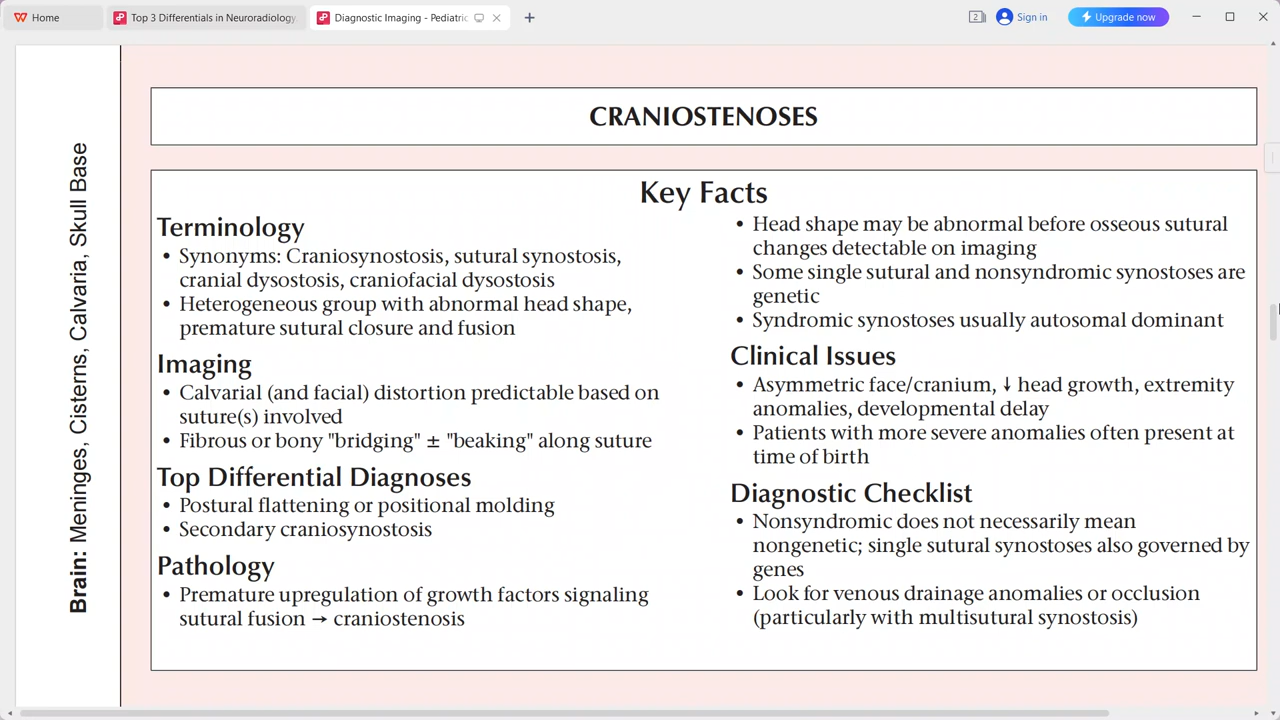 Home
Top 3 Differentials in Neuroradiology.
Diagnostic Imaging - Pediatric
2
Sign in
Upgrade now
Brain: Meninges, Cisterns, Calvaria, Skull Base
CRANIOSTENOSES
Key Facts
Terminology
• Synonyms: Craniosynostosis, sutural synostosis,
cranial dysostosis, craniofacial dysostosis
• Heterogeneous group with abnormal head shape,
premature sutural closure and fusion
Imaging
• Calvarial (and facial) distortion predictable based on
suture(s) involved
• Fibrous or bony "bridging" ± "beaking" along suture
Top Differential Diagnoses
• Postural flattening or positional molding
• Secondary craniosynostosis
Pathology
• Premature upregulation of growth factors signaling
sutural fusion → craniostenosis
• Head shape may be abnormal before osseous sutural
changes detectable on imaging
• Some single sutural and nonsyndromic synostoses are
genetic
• Syndromic synostoses usually autosomal dominant
Clinical Issues
• Asymmetric face/cranium, ↓ head growth, extremity
anomalies, developmental delay
• Patients with more severe anomalies often present at
time of birth
Diagnostic Checklist
• Nonsyndromic does not necessarily mean
nongenetic; single sutural synostoses also governed by
genes
• Look for venous drainage anomalies or occlusion
(particularly with multisutural synostosis)